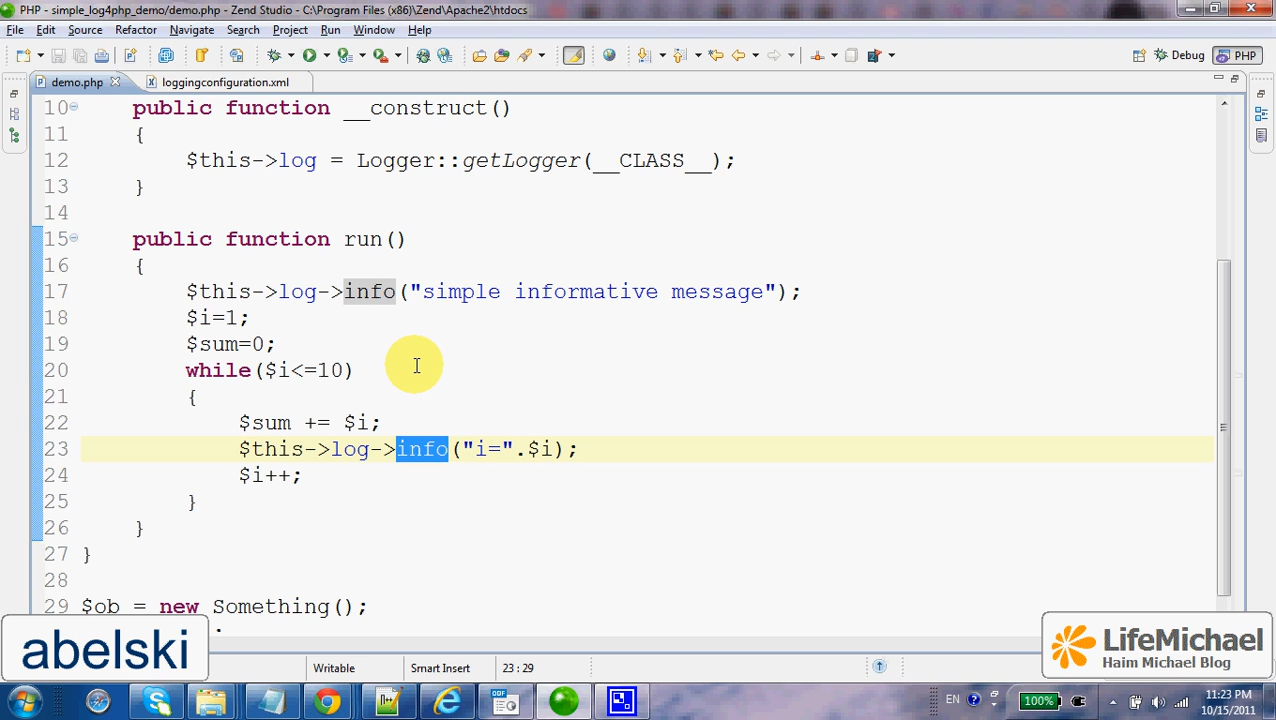 PHP - simple_log4php_demo/demo.php - Zend Studio - C:\Program Files (x86)\Zend\Apache2\htdocs
File Edit Source Refactor Navigate Search Project Run Window Help
Debug PHP
demo.php loggingconfiguration.xml
10 public function __construct()
11 {
12 $this->log = Logger::getLogger(__CLASS__);
13 }
14
15 public function run()
16 {
17 $this->log->info("simple informative message");
18 $i=1;
19 $sum=0;
20 while($i<=10)
21 {
22 $sum += $i;
23 $this->log->info("i=".$i);
24 $i++;
25 }
26 }
27 }
28
29 $ob = new Something();
abelski
LifeMichael
Haim Michael Blog
Writable Smart Insert 23 : 29
EN 100% 11:23 PM
10/15/2011